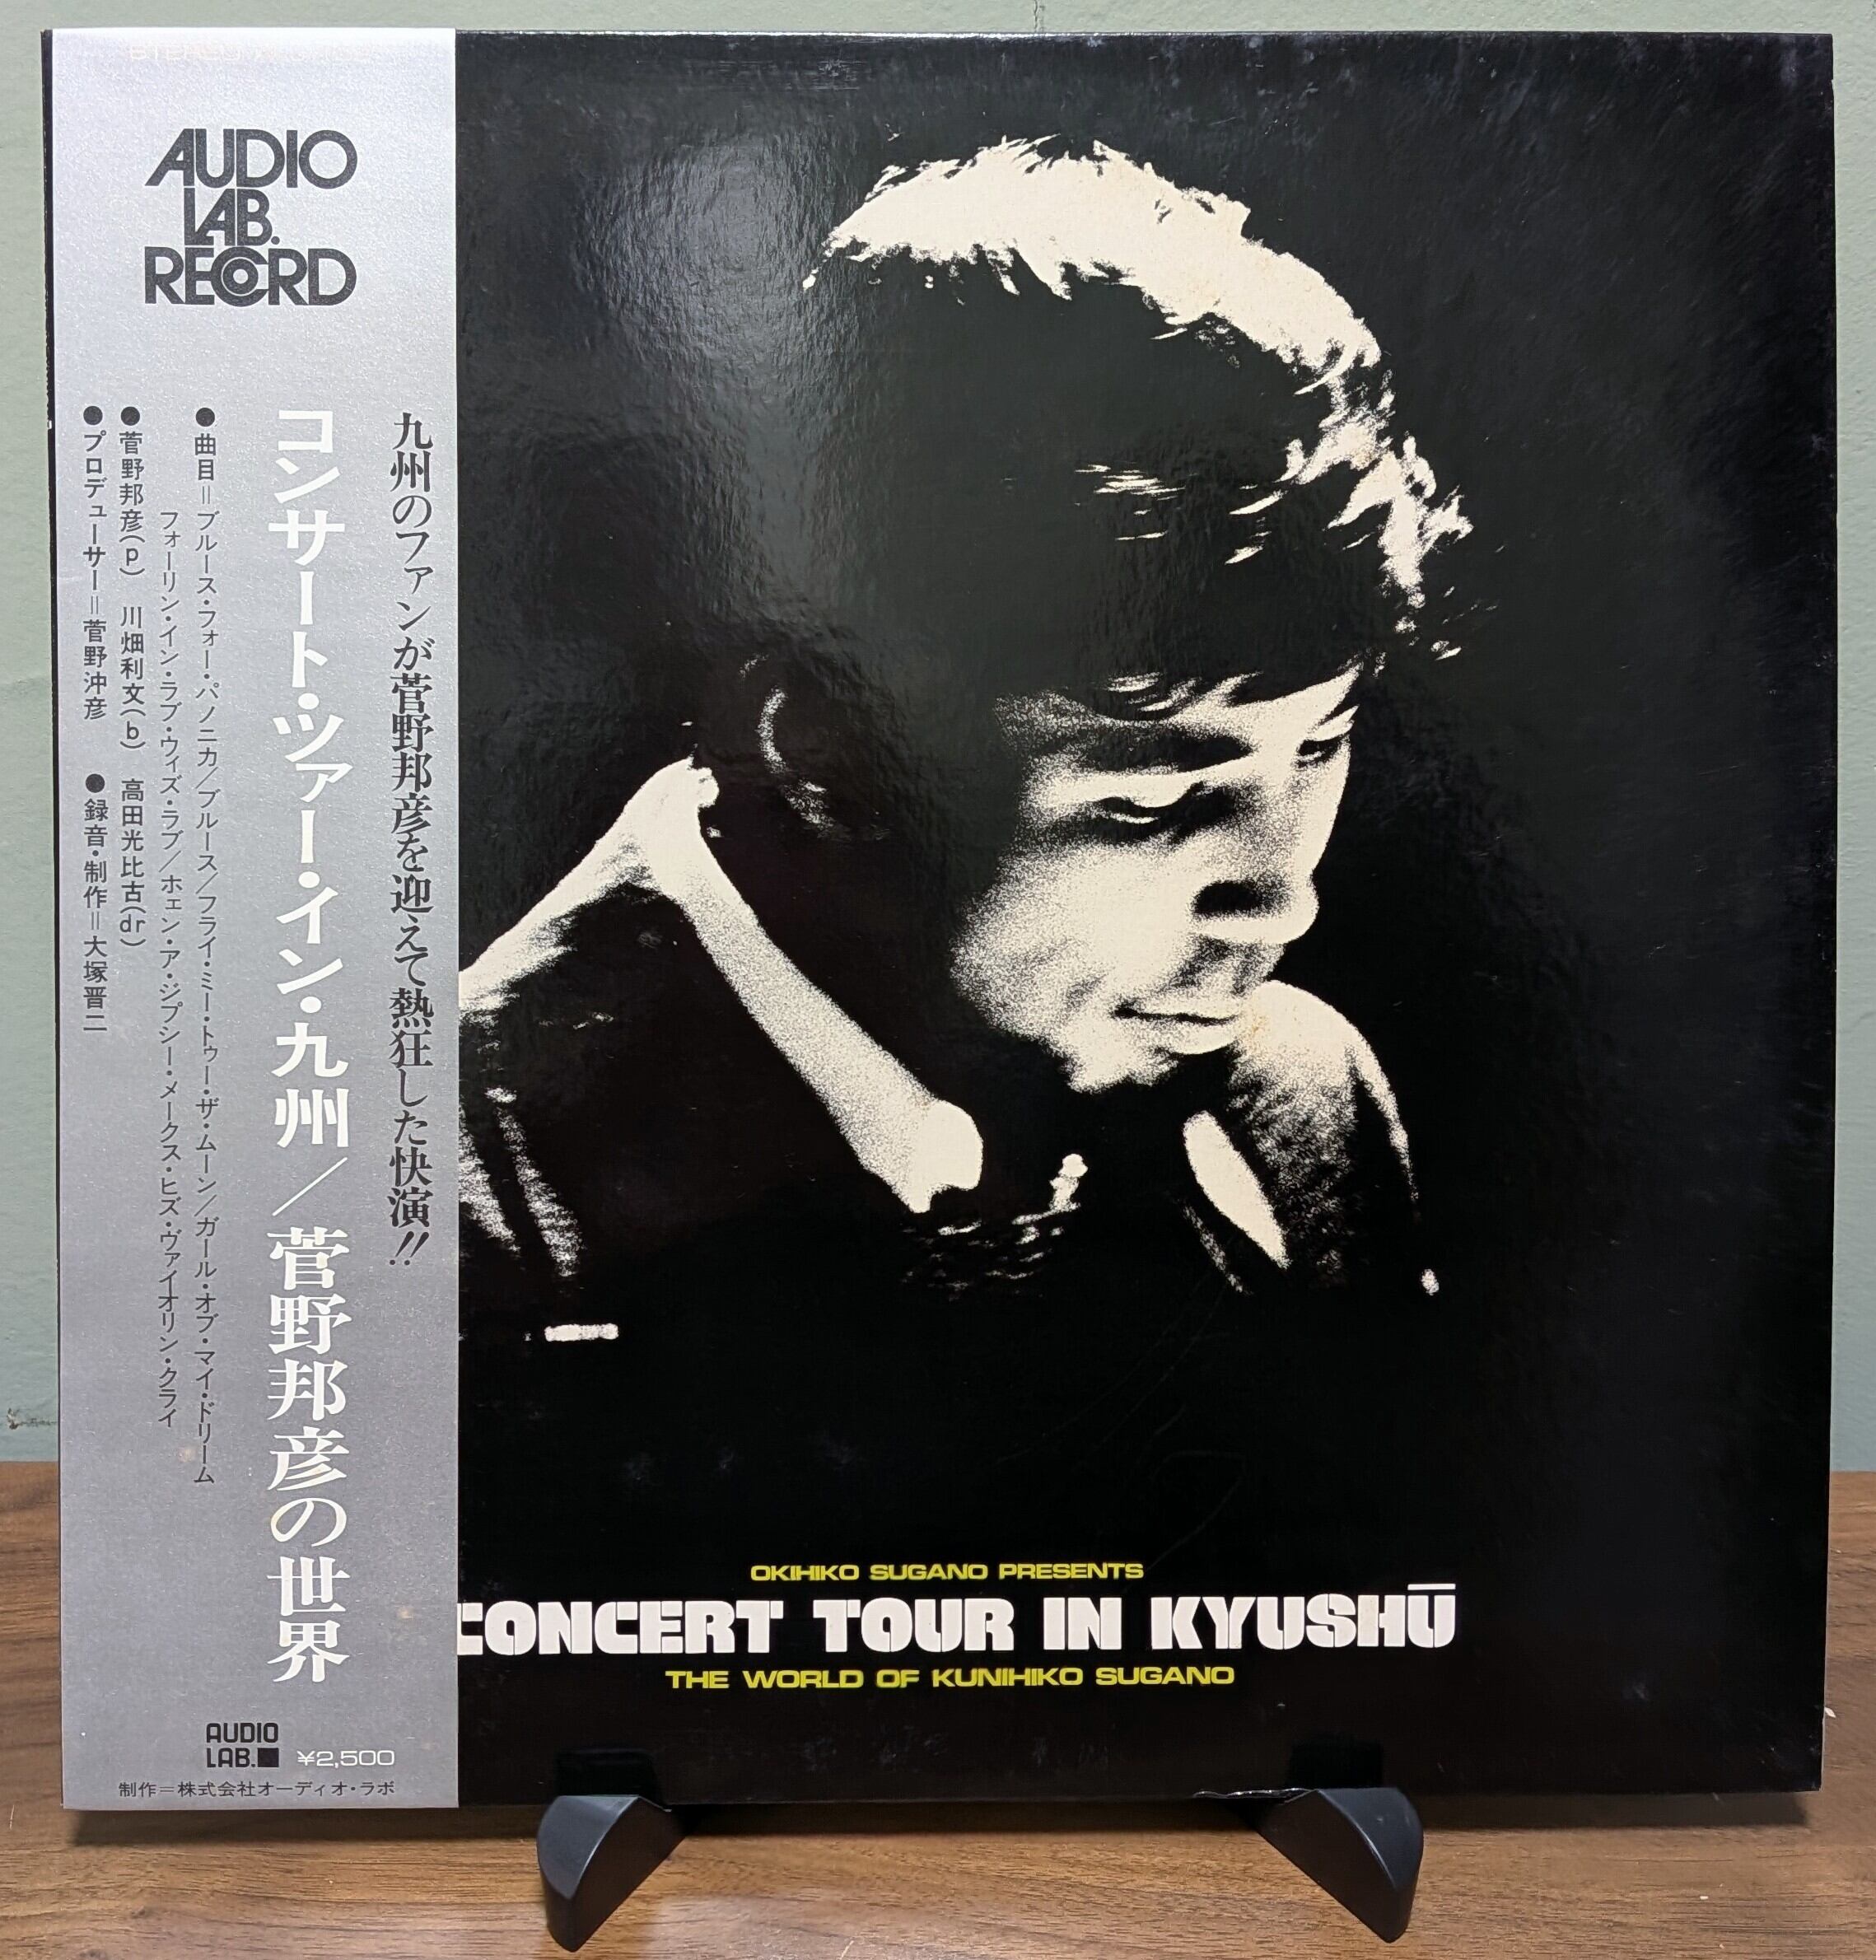 AUDIO
LAB.
RECORD
九州のファンが菅野邦彦を迎えて熱狂した快演!!
コンサート・ツァー・イン・九州/菅野邦彦の世界
●曲目=ブルース・フォー・パノニカ/ブルース/フライ・ミー・トゥー・ザ・ムーン/ガール・オブ・マイ・ドリーム
フォーリン・イン・ラブ・ウィズ・ラブ/ホェン・ア・ジプシー・メークス・ヒズ・ヴァイオリン・クライ
●菅野邦彦(p) 川畑利文(b) 高田光比古(dr)
●プロデューサー=菅野沖彦 ●録音・制作=大塚晋二
AUDIO
LAB.
¥2,500
制作=株式会社オーディオ・ラボ
OKIHIKO SUGANO PRESENTS
CONCERT TOUR IN KYUSHŪ
THE WORLD OF KUNIHIKO SUGANO